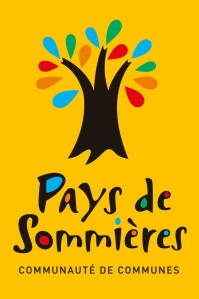 Pays de
Sommières
COMMUNAUTÉ DE COMMUNES